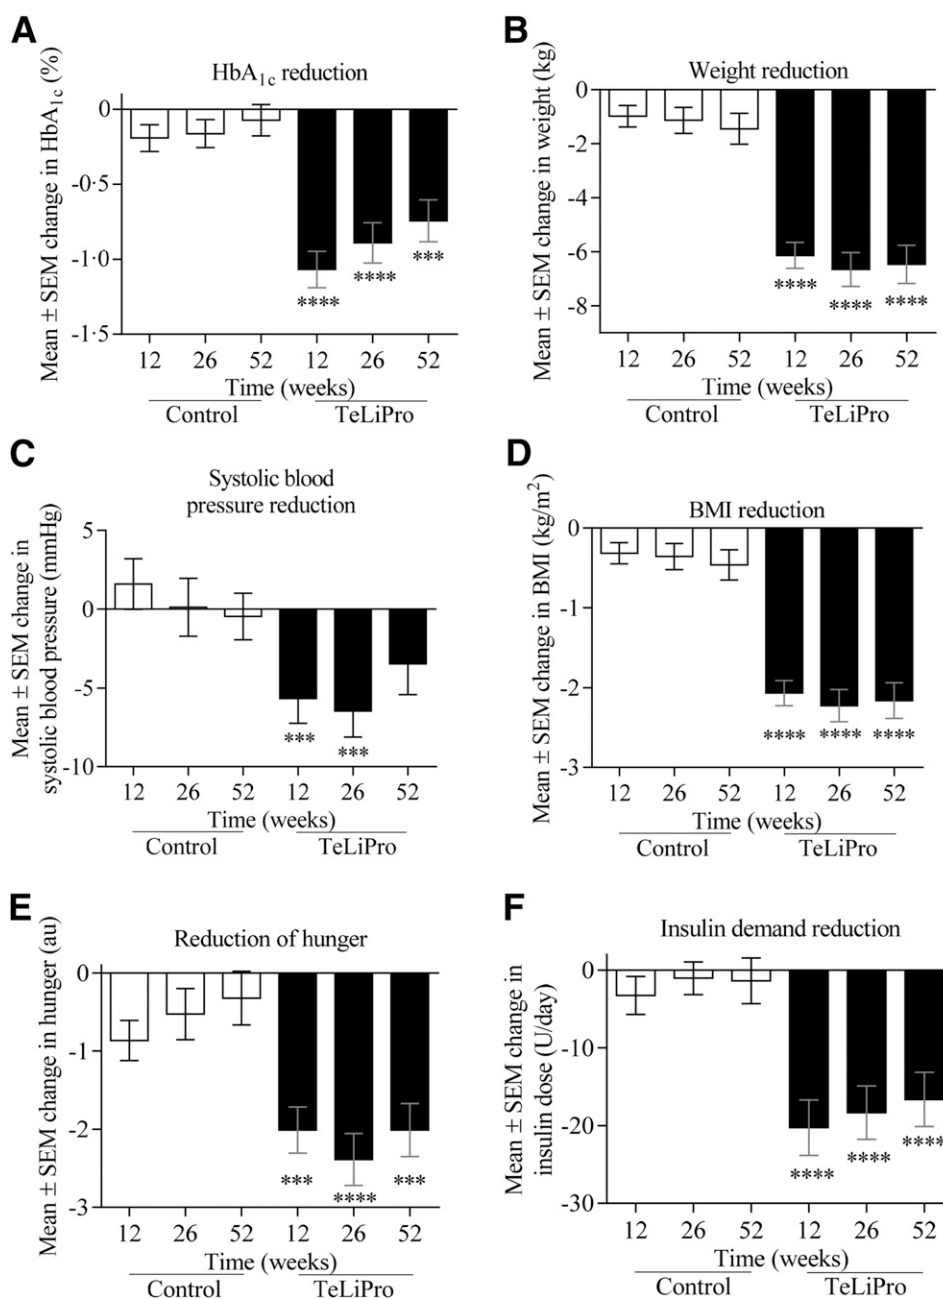 A
HbA1c reduction
Mean ± SEM change in HbA1c (%)
0
-0·5
-1·0
-1·5
**** **** ***
12 26 52 12 26 52
Time (weeks)
Control TeLiPro
B
Weight reduction
Mean ± SEM change in weight (kg)
0
-2
-4
-6
-8
**** **** ****
12 26 52 12 26 52
Time (weeks)
Control TeLiPro
C
Systolic blood
pressure reduction
Mean ± SEM change in
systolic blood pressure (mmHg)
5
0
-5
-10
*** ***
12 26 52 12 26 52
Time (weeks)
Control TeLiPro
D
BMI reduction
Mean ± SEM change in BMI (kg/m²)
0
-1
-2
-3
**** **** ****
12 26 52 12 26 52
Time (weeks)
Control TeLiPro
E
Reduction of hunger
Mean ± SEM change in hunger (au)
0
-1
-2
-3
*** **** ***
12 26 52 12 26 52
Time (weeks)
Control TeLiPro
F
Insulin demand reduction
Mean ± SEM change in
insulin dose (U/day)
0
-10
-20
-30
**** **** ****
12 26 52 12 26 52
Time (weeks)
Control TeLiPro